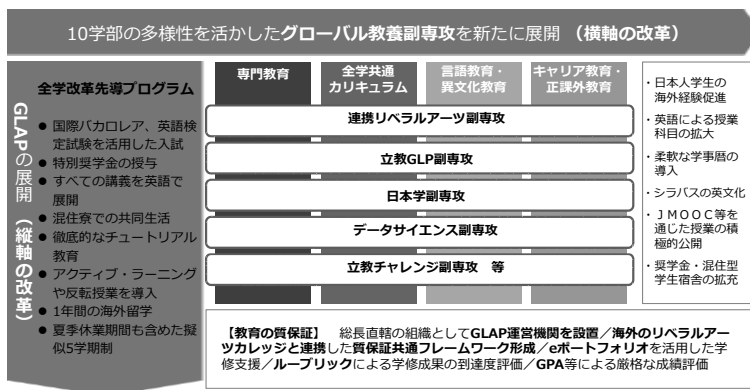 10学部の多様性を活かしたグローバル教養副専攻を新たに展開 （横軸の改革）
GLAPの展開（縦軸の改革）
全学改革先導プログラム
● 国際バカロレア、英語検
定試験を活用した入試
● 特別奨学金の授与
● すべての講義を英語で
展開
● 混住寮での共同生活
● 徹底的なチュートリアル
教育
● アクティブ・ラーニング
や反転授業を導入
● 1年間の海外留学
● 夏季休業期間も含めた擬
似5学期制
専門教育
全学共通
カリキュラム
言語教育・
異文化教育
キャリア教育・
正課外教育
連携リベラルアーツ副専攻
立教GLP副専攻
日本学副専攻
データサイエンス副専攻
立教チャレンジ副専攻 等
・日本人学生の
海外経験促進
・英語による授業
科目の拡大
・柔軟な学事暦の
導入
・シラバスの英文化
・ＪＭＯＯＣ等を
通じた授業の積
極的公開
・奨学金・混住型
学生宿舎の拡充
【教育の質保証】 総長直轄の組織としてGLAP運営機関を設置／海外のリベラルアー
ツカレッジと連携した質保証共通フレームワーク形成／eポートフォリオを活用した学
修支援／ルーブリックによる学修成果の到達度評価／GPA等による厳格な成績評価